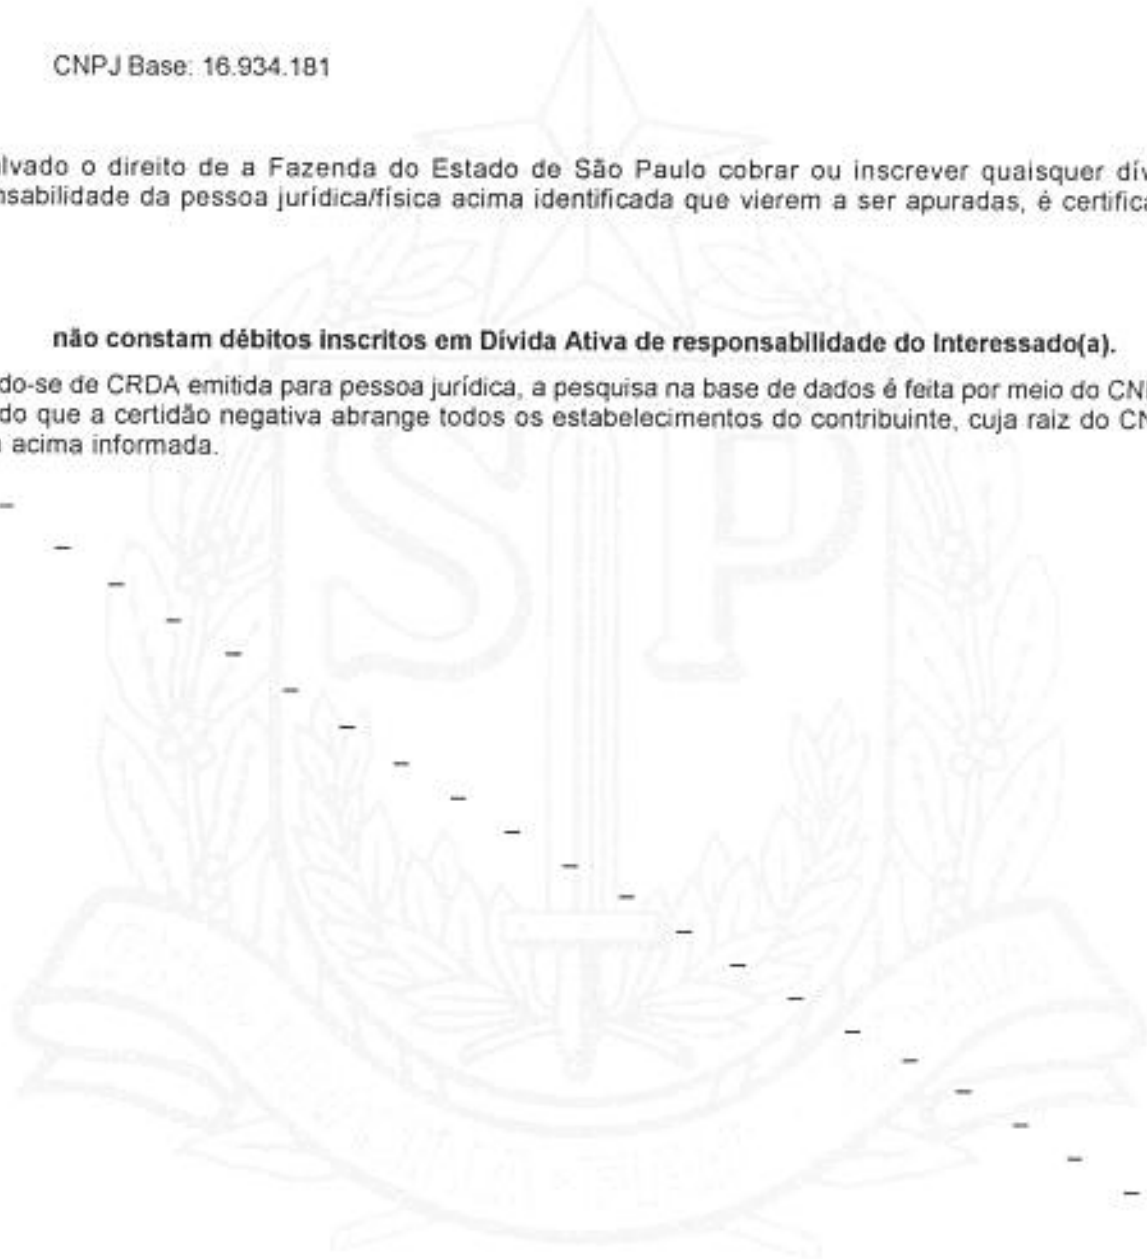 CNPJ Base: 16.934.181
lvado o direito de a Fazenda do Estado de São Paulo cobrar ou inscrever quaisquer dív
nsabilidade da pessoa jurídica/física acima identificada que vierem a ser apuradas, é certifica
não constam débitos inscritos em Dívida Ativa de responsabilidade do Interessado(a).
do-se de CRDA emitida para pessoa jurídica, a pesquisa na base de dados é feita por meio do CN
do que a certidão negativa abrange todos os estabelecimentos do contribuinte, cuja raiz do CN
acima informada.
SP